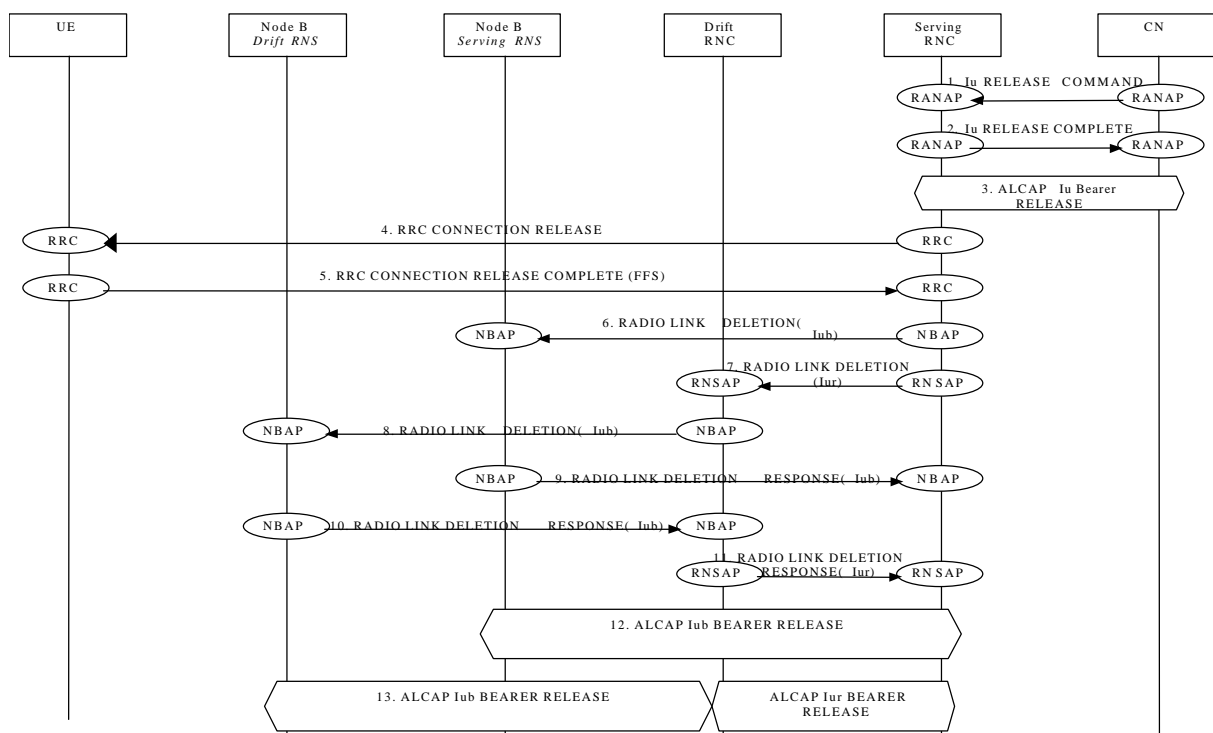 UE
Node B
Drift RNS
Node B
Serving RNS
Drift
RNC
Serving
RNC
CN
1. Iu RELEASE COMMAND
RANAP
RANAP
2. Iu RELEASE COMPLETE
RANAP
RANAP
3. ALCAP Iu Bearer
RELEASE
4. RRC CONNECTION RELEASE
RRC
RRC
5. RRC CONNECTION RELEASE COMPLETE (FFS)
RRC
RRC
6. RADIO LINK DELETION(
Iub)
NBAP
NBAP
7. RADIO LINK DELETION
(Iur)
RNSAP
RNSAP
NBAP
8. RADIO LINK DELETION( Iub)
NBAP
NBAP
9. RADIO LINK DELETION RESPONSE( Iub)
NBAP
NBAP
10. RADIO LINK DELETION RESPONSE( Iub)
NBAP
11. RADIO LINK DELETION
RESPONSE( Iur)
RNSAP
RNSAP
12. ALCAP Iub BEARER RELEASE
13. ALCAP Iub BEARER RELEASE
ALCAP Iur BEARER
RELEASE